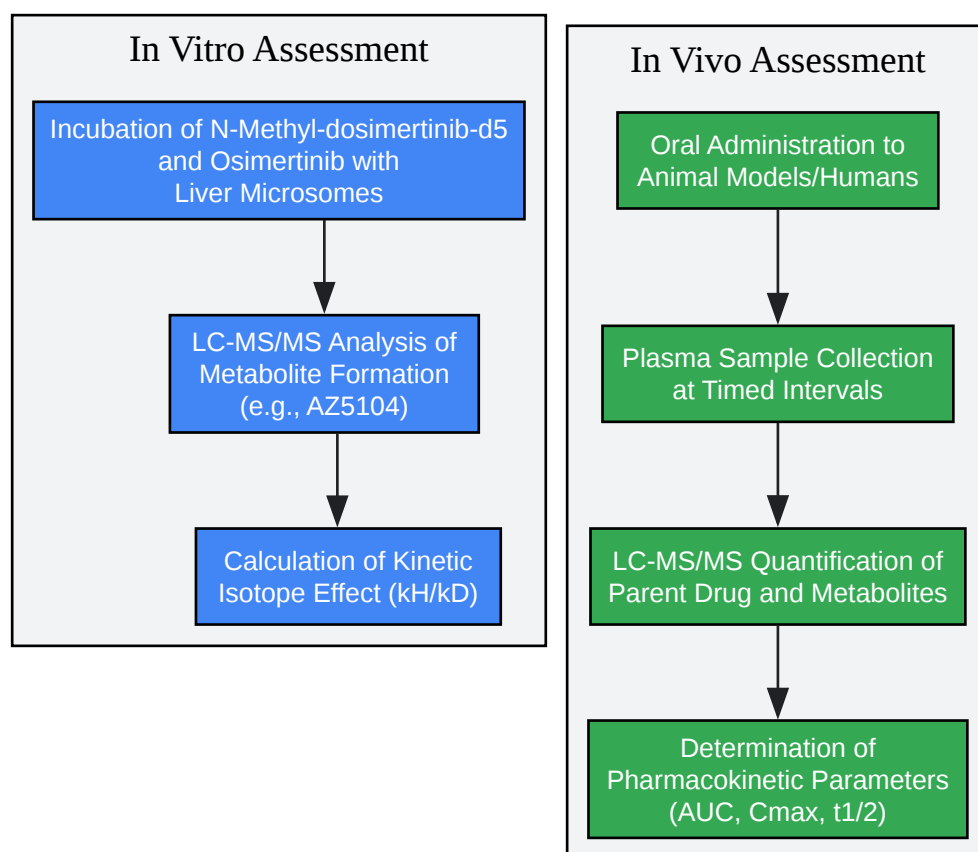 In Vitro Assessment
Incubation of N-Methyl-dosimertinib-d5
and Osimertinib with
Liver Microsomes
LC-MS/MS Analysis of
Metabolite Formation
(e.g., AZ5104)
Calculation of Kinetic
Isotope Effect (kH/kD)
In Vivo Assessment
Oral Administration to
Animal Models/Humans
Plasma Sample Collection
at Timed Intervals
LC-MS/MS Quantification of
Parent Drug and Metabolites
Determination of
Pharmacokinetic Parameters
(AUC, Cmax, t1/2)